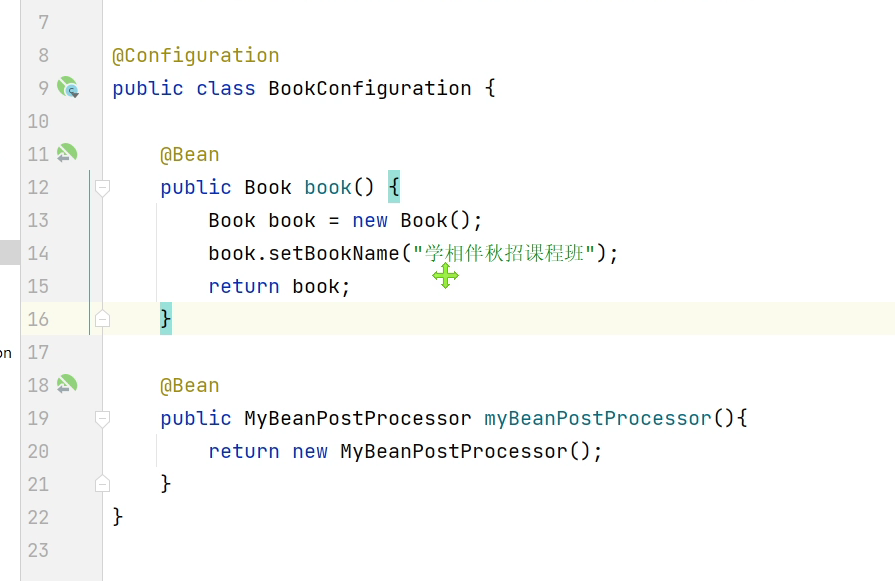 7
8 @Configuration
9 public class BookConfiguration {
10
11 @Bean
12 public Book book() {
13 Book book = new Book();
14 book.setBookName("学相伴秋招课程班");
15 return book;
16 }
on 17
18 @Bean
19 public MyBeanPostProcessor myBeanPostProcessor(){
20 return new MyBeanPostProcessor();
21 }
22 }
23